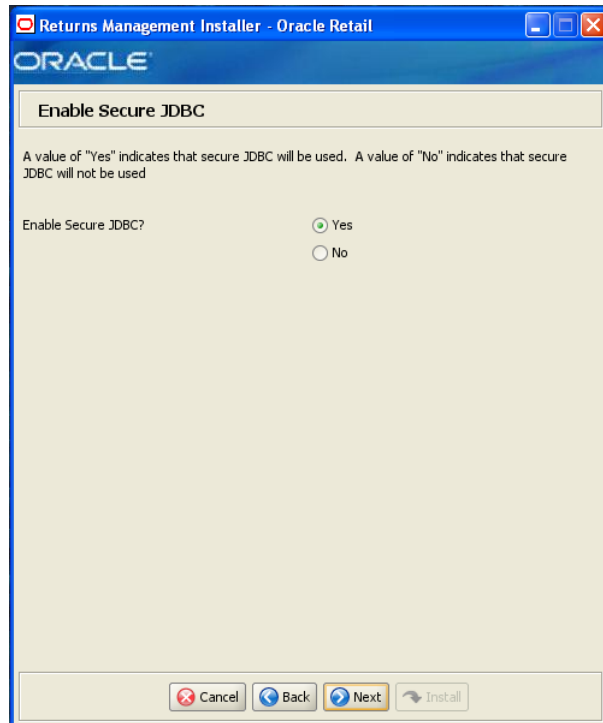 Returns Management Installer - Oracle Retail
ORACLE
Enable Secure JDBC
A value of "Yes" indicates that secure JDBC will be used. A value of "No" indicates that secure
JDBC will not be used
Enable Secure JDBC?
Yes
No
Cancel
Back
Next
Install